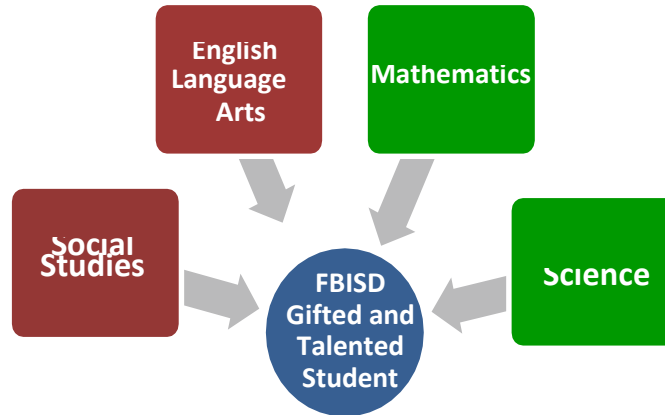 English
Language
Arts
Mathematics
Social
Studies
Science
FBISD
Gifted and
Talented
Student